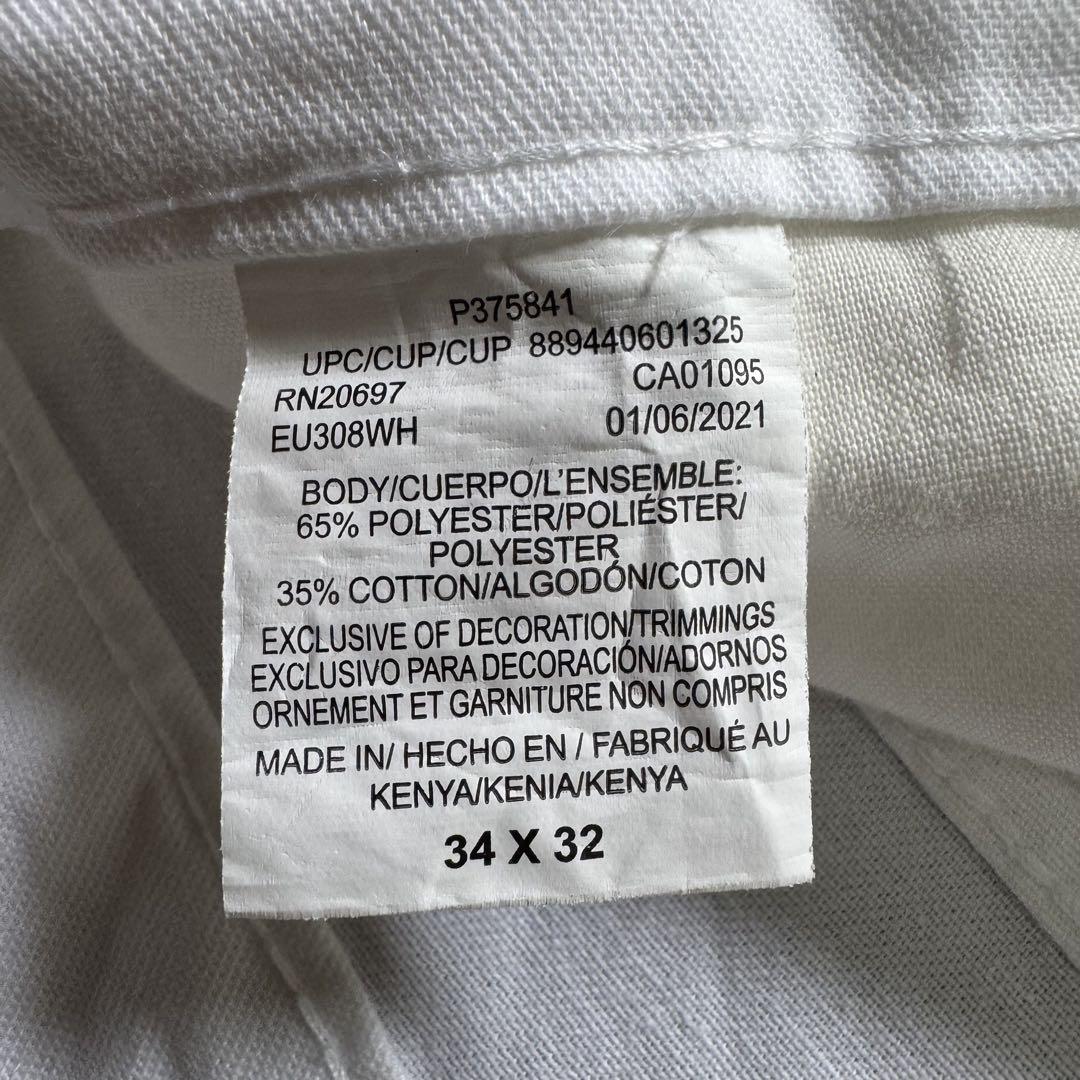 P375841
UPC/CUP/CUP 889440601325
RN20697 CA01095
EU308WH 01/06/2021
BODY/CUERPO/L'ENSEMBLE:
65% POLYESTER/POLIÉSTER/
POLYESTER
35% COTTON/ALGODÓN/COTON
EXCLUSIVE OF DECORATION/TRIMMINGS
EXCLUSIVO PARA DECORACIÓN/ADORNOS
ORNEMENT ET GARNITURE NON COMPRIS
MADE IN/ HECHO EN / FABRIQUÉ AU
KENYA/KENIA/KENYA
34 X 32